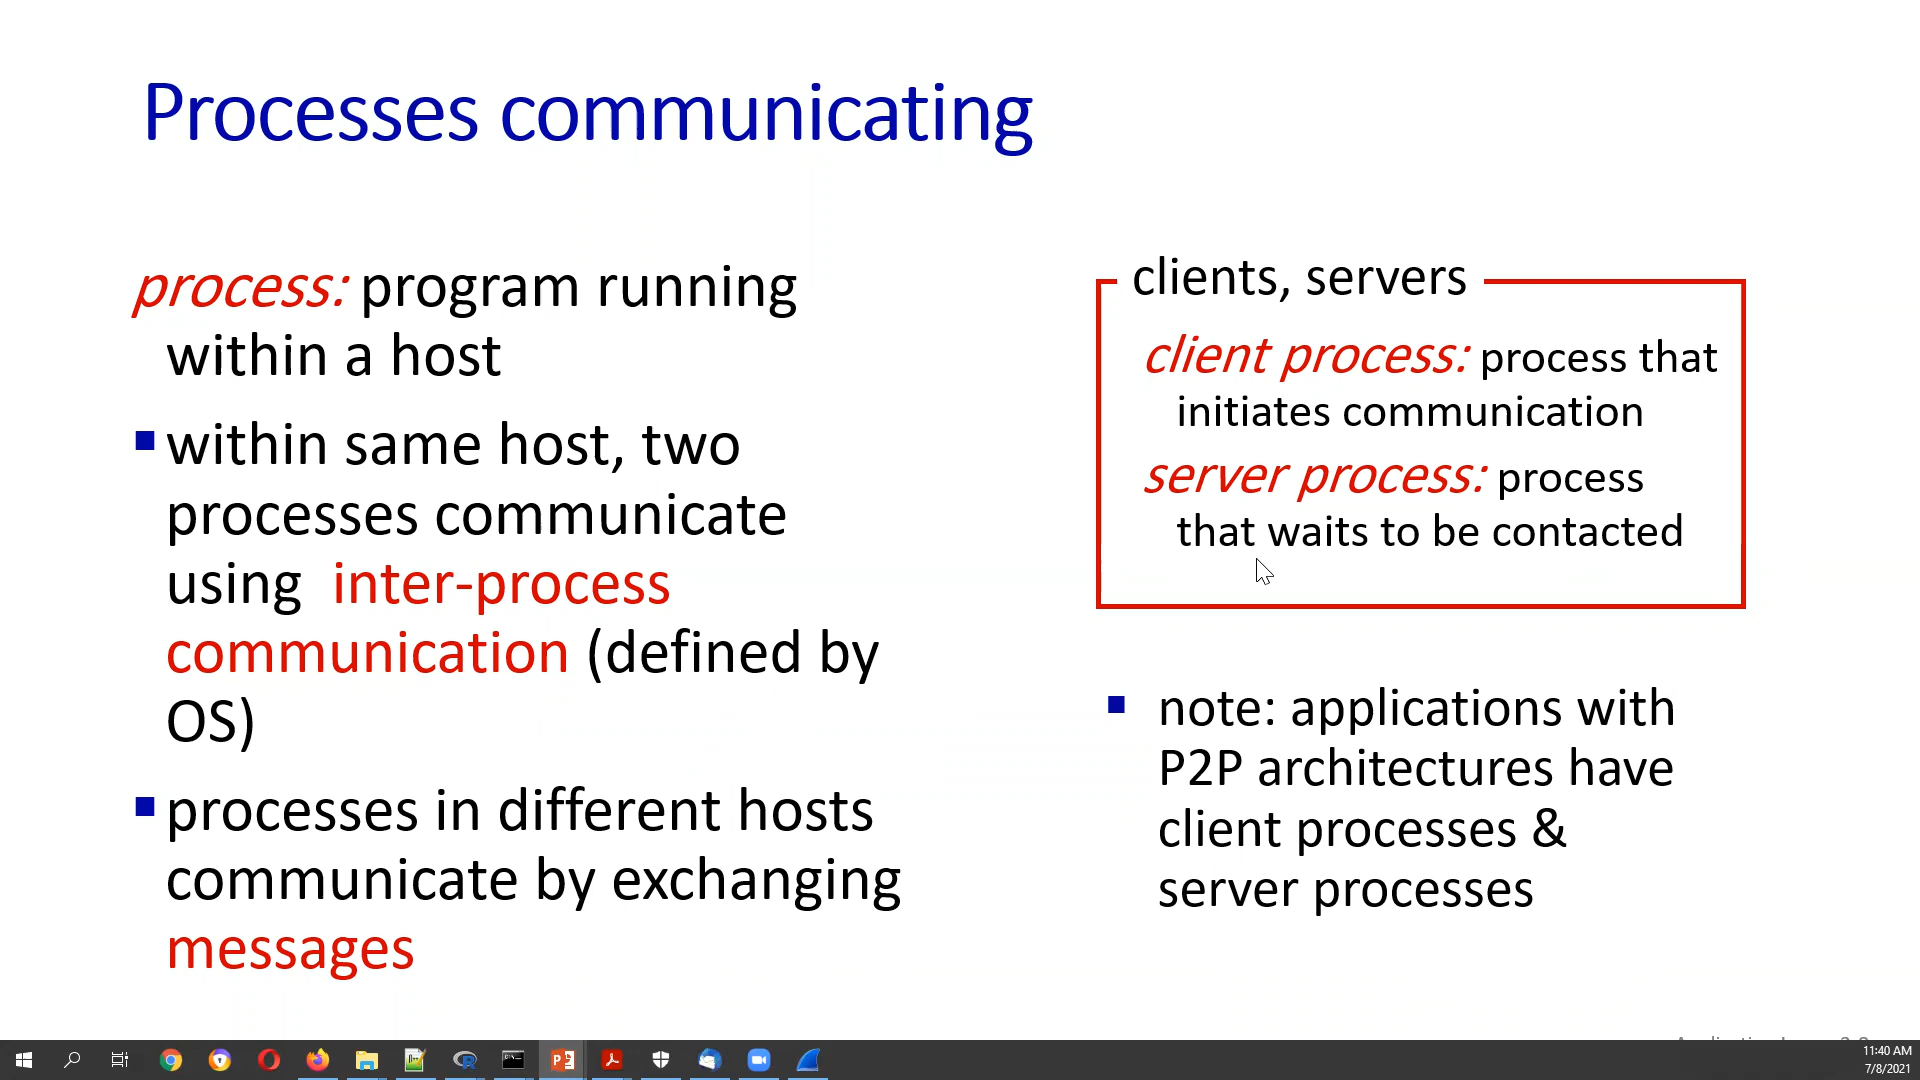 Processes communicating
process: program running
within a host
within same host, two
processes communicate
using inter-process
communication (defined by
OS)
processes in different hosts
communicate by exchanging
messages
clients, servers
client process: process that
initiates communication
server process: process
that waits to be contacted
note: applications with
P2P architectures have
client processes &
server processes
11:40 AM
7/8/2021